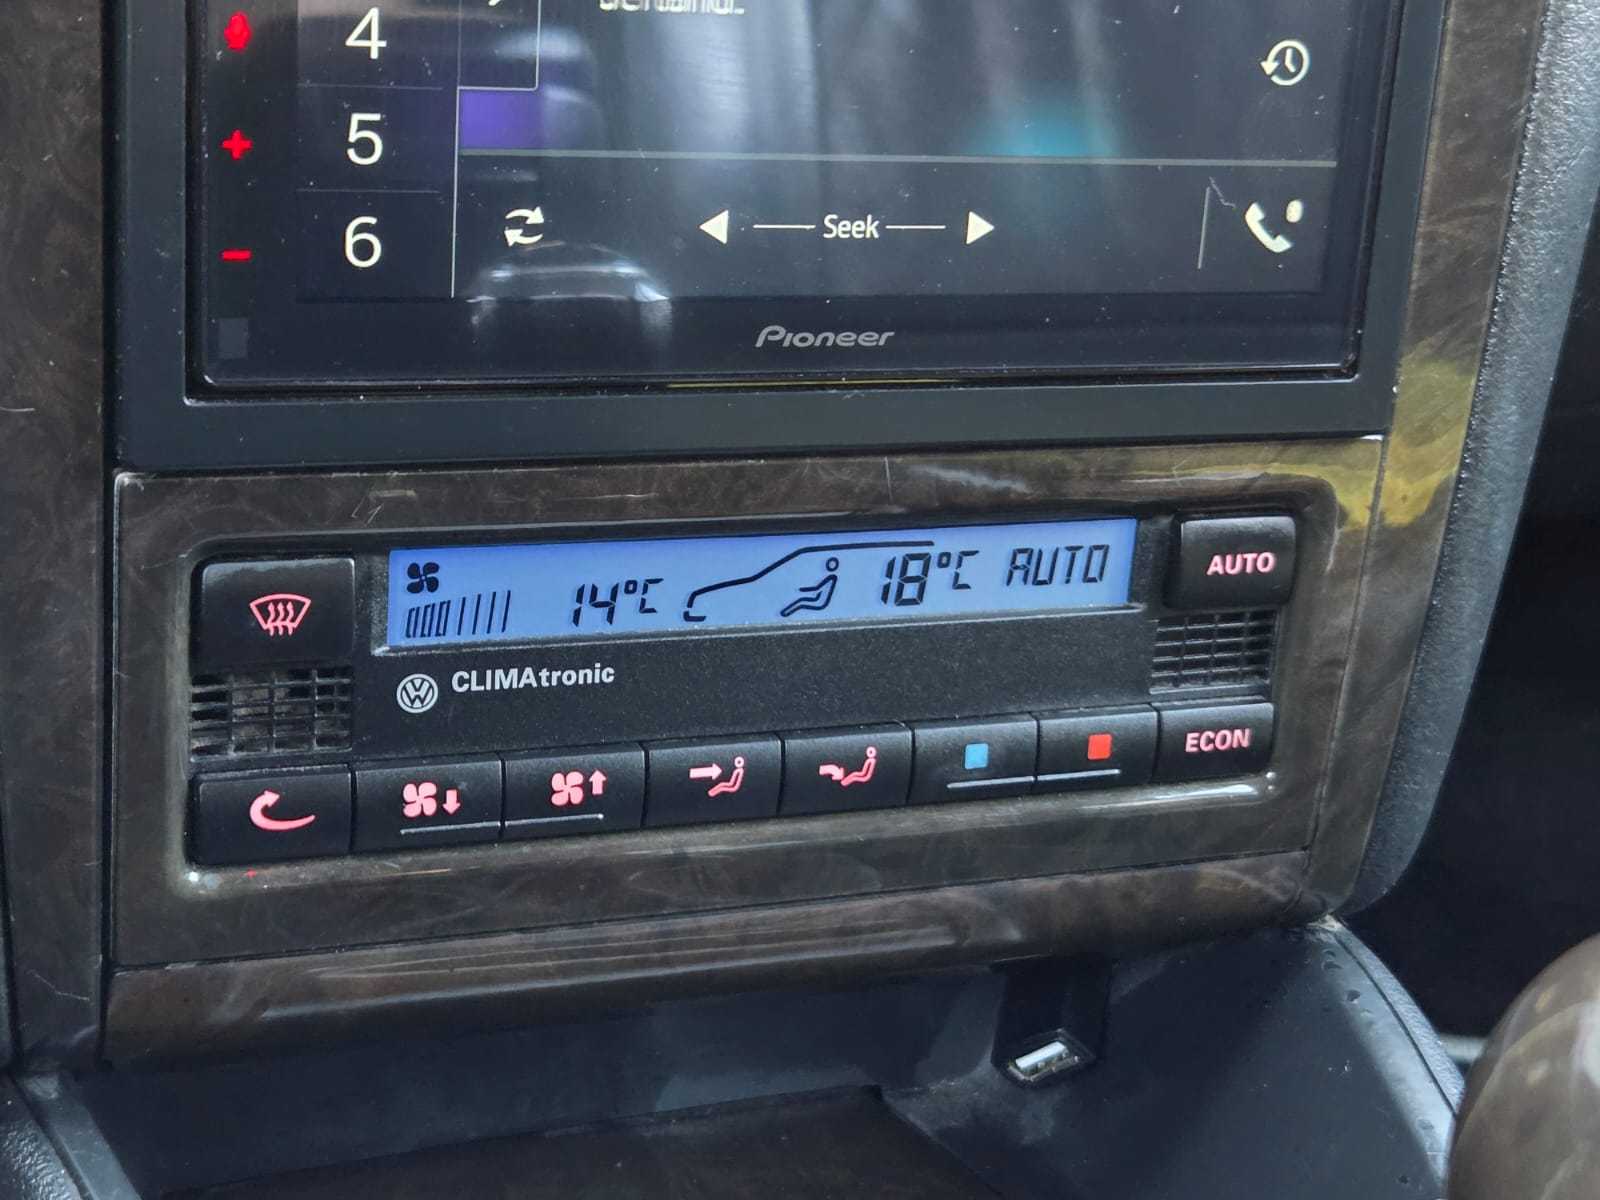 4
5
6
Seek
Pioneer
14°C 18°C AUTO
AUTO
CLIMAtronic
ECON